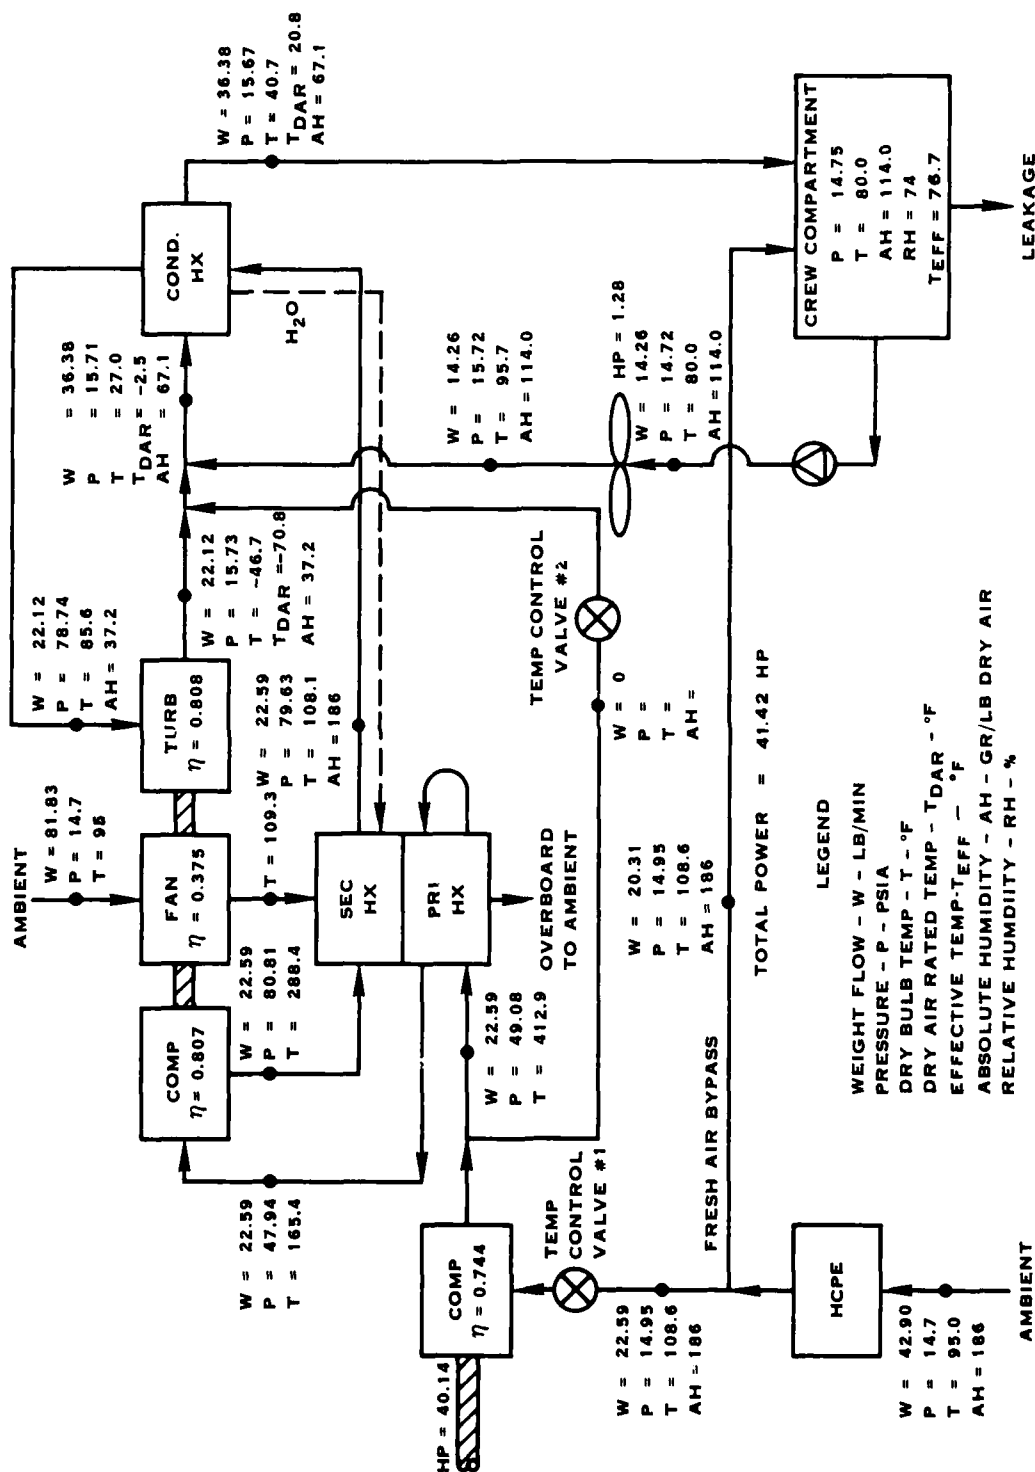 AMBIENT
W = 81.83
P = 14.7
T = 95
COMP
η = 0.807
FAN
η = 0.375
TURB
η = 0.808
COND.
HX
W = 22.12
P = 78.74
T = 85.6
AH = 37.2
W = 36.38
P = 15.71
T = 27.0
TDAR = -2.5
AH = 67.1
W = 36.38
P = 15.67
T = 40.7
TDAR = 20.8
AH = 67.1
W = 22.59
P = 47.94
T = 165.4
W = 22.59
P = 80.81
T = 288.4
T = 109.3
W = 22.12
P = 15.73
T = -46.7
TDAR = -70.8
AH = 37.2
W = 22.59
P = 79.63
T = 108.1
AH = 186
H2O
SEC
HX
PRI
HX
OVERBOARD
TO AMBIENT
HP = 40.14
COMP
η = 0.744
W = 22.59
P = 49.08
T = 412.9
TEMP
CONTROL
VALVE #1
TEMP CONTROL
VALVE #2
W = 0
P =
T =
AH =
W = 14.26
P = 15.72
T = 95.7
AH = 114.0
HP = 1.28
W = 14.26
P = 14.72
T = 80.0
AH = 114.0
W = 22.59
P = 14.95
T = 108.6
AH = 186
FRESH AIR BYPASS
W = 20.31
P = 14.95
T = 108.6
AH = 186
TOTAL POWER = 41.42 HP
HCPE
W = 42.90
P = 14.7
T = 95.0
AH = 186
AMBIENT
CREW COMPARTMENT
P = 14.75
T = 80.0
AH = 114.0
RH = 74
TEFF = 76.7
LEAKAGE
LEGEND
WEIGHT FLOW - W - LB/MIN
PRESSURE - P - PSIA
DRY BULB TEMP - T - °F
DRY AIR RATED TEMP - TDAR - °F
EFFECTIVE TEMP-TEFF - °F
ABSOLUTE HUMIDITY - AH - GR/LB DRY AIR
RELATIVE HUMIDITY - RH - %